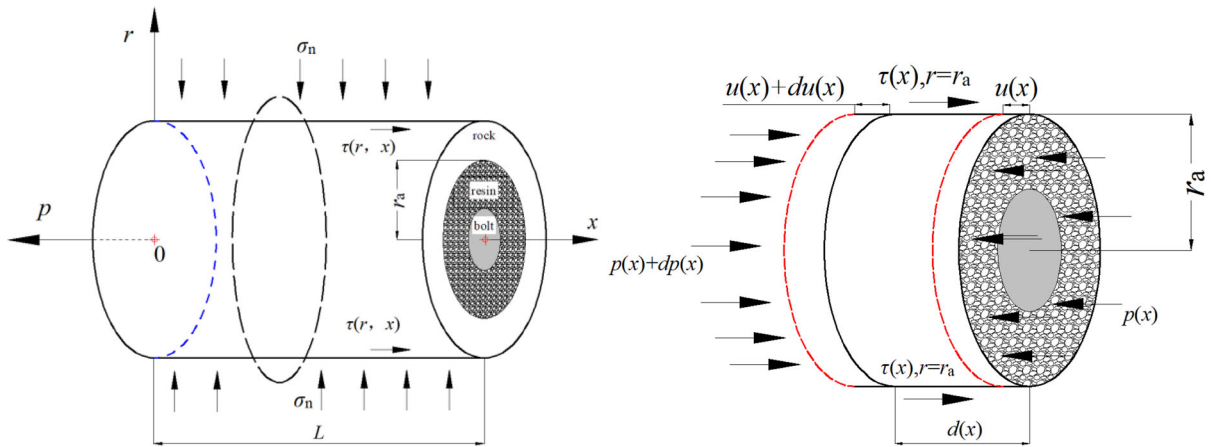 r
σn
rock
τ(r, x)
ra
resin
bolt
p
0
x
τ(r, x)
σn
L
τ(x),r=ra
u(x)+du(x)
u(x)
ra
p(x)+dp(x)
p(x)
τ(x),r=ra
d(x)